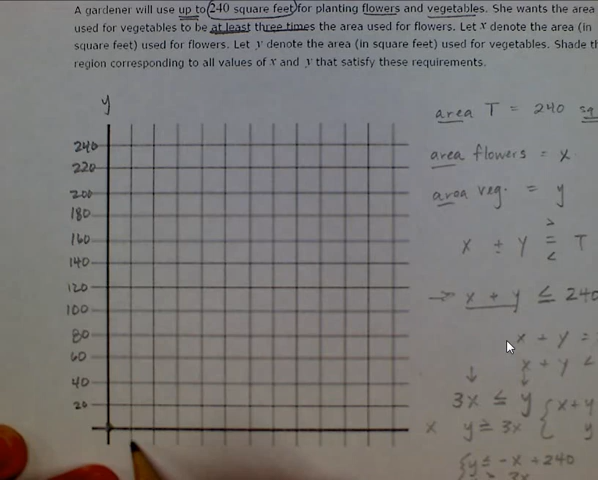 A gardener will use up to 240 square feet for planting flowers and vegetables. She wants the area
used for vegetables to be at least three times the area used for flowers. Let x denote the area (in
square feet) used for flowers. Let y denote the area (in square feet) used for vegetables. Shade th
region corresponding to all values of x and y that satisfy these requirements.
y
area T = 240 sq
240
220
area flowers = x
200
area veg. = y
180
160
x ± y ≥ = ≤ T
140
120
→ x + y ≤ 240
100
80
x + y =
60
x + y <
40
↓ ↓
20
3x ≤ y { x+y
x y ≥ 3x { y
{ y ≤ -x + 240
≥ 3x